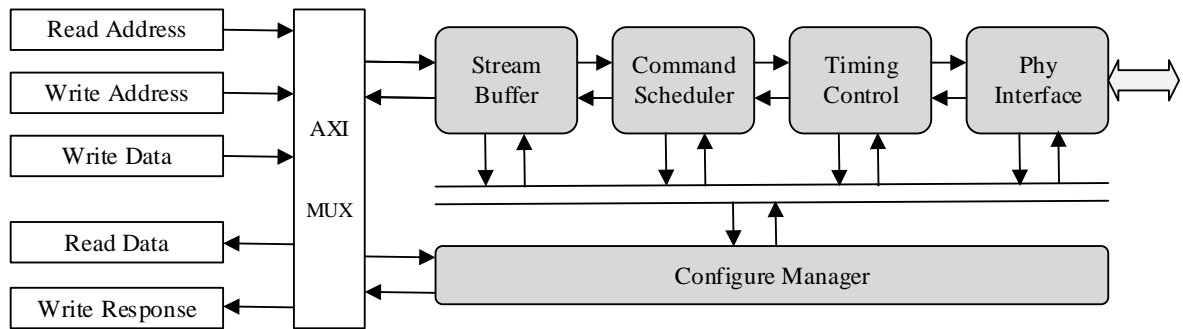 Read Address
Write Address
Write Data
Read Data
Write Response
AXI
MUX
Stream
Buffer
Command
Scheduler
Timing
Control
Phy
Interface
Configure Manager